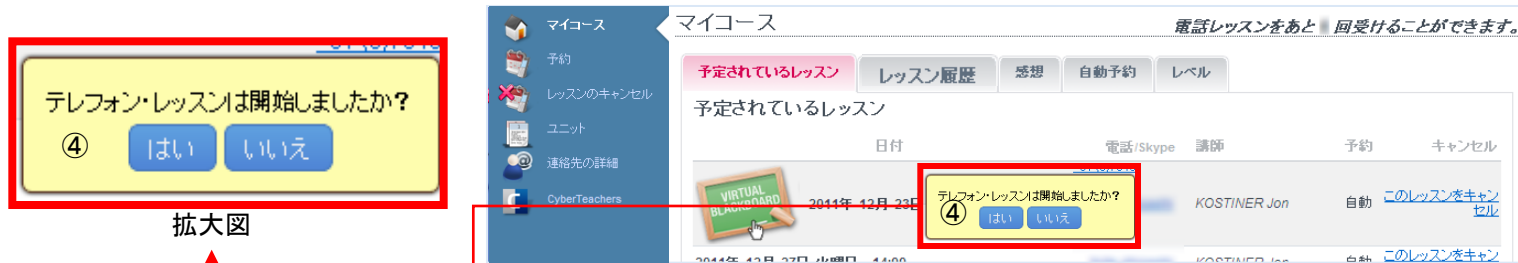 テレフォン・レッスンは開始しましたか?
④ はい いいえ
拡大図
マイコース
予約
レッスンのキャンセル
ユニット
連絡先の詳細
CyberTeachers
マイコース
電話レッスンをあと 回受けることができます。
予定されているレッスン レッスン履歴 感想 自動予約 レベル
予定されているレッスン
日付 電話/Skype 講師 予約 キャンセル
VIRTUAL
BLACKBOARD
2011年 12月 23日
テレフォン・レッスンは開始しましたか?
④ はい いいえ
KOSTINER Jon 自動 このレッスンをキャン
セル
2011年 12月 27日 火曜日 14:00 KOSTINER Jon 自動 このレッスンをキャン